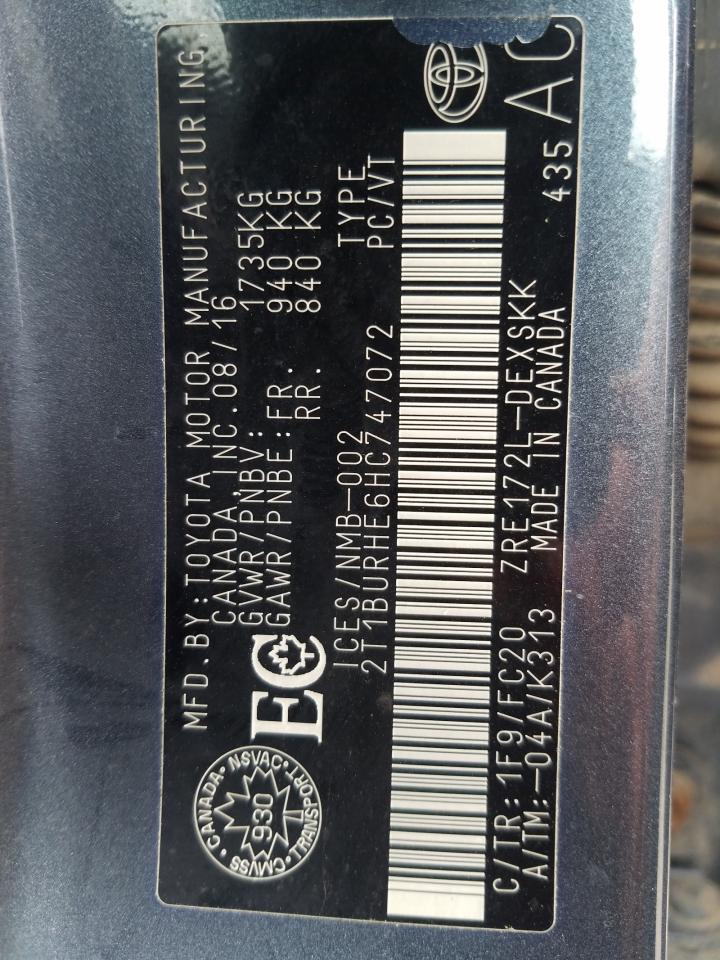 MFD.BY:TOYOTA MOTOR MANUFACTURING
CANADA, INC.08/16
GVWR/PNBV: 1735KG
GAWR/PNBE:FR. 940 KG
RR. 840 KG
CANADA • NSVAC • TRANSPORT • CMVSS •
930
EC
ICES/NMB-002 TYPE
2T1BURHE6HC747072 PC/VT
C/TR:1F9/FC20 ZRE172L-DEXSKK
A/TM:-04A/K313 MADE IN CANADA 435
AC